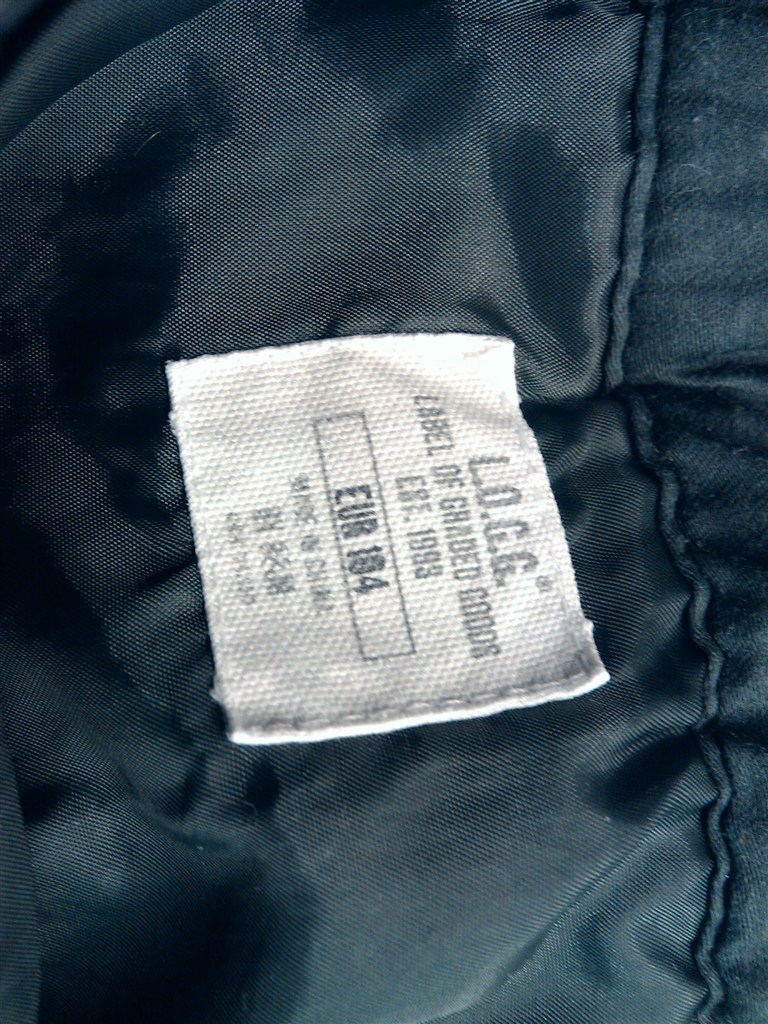 L.O.G.G.®
LABEL OF GRADED GOODS
EST. 1993
EUR 104
MADE IN CHINA